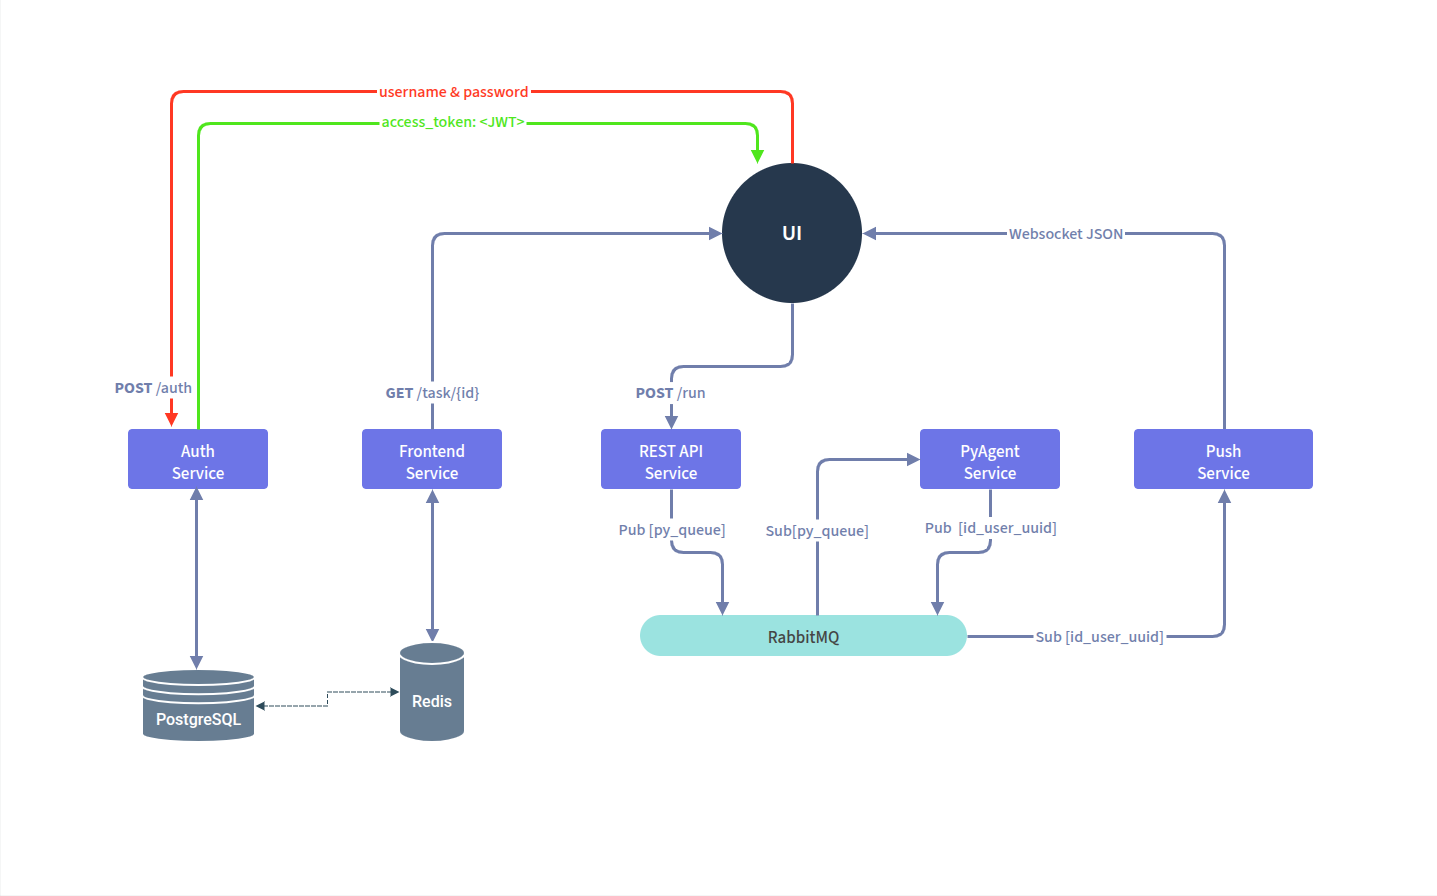 username & password
access_token: <JWT>
UI
Websocket JSON
POST /auth
GET /task/{id}
POST /run
Auth
Service
Frontend
Service
REST API
Service
PyAgent
Service
Push
Service
Pub [py_queue]
Sub[py_queue]
Pub  [id_user_uuid]
RabbitMQ
Sub [id_user_uuid]
Redis
PostgreSQL